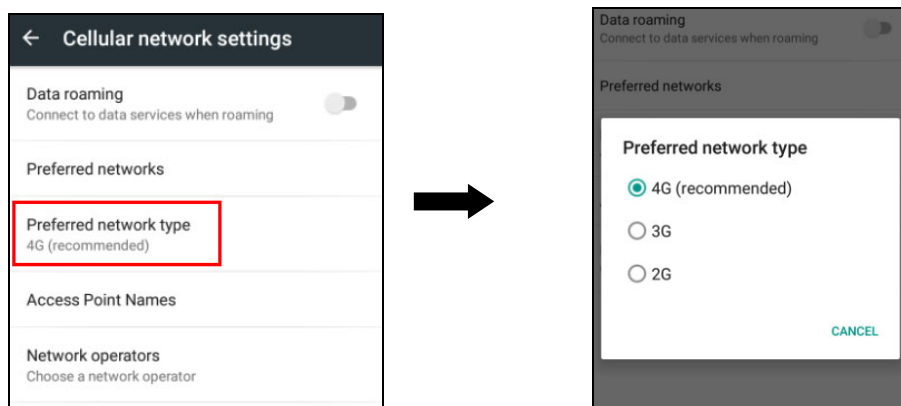 Cellular network settings
Data roaming
Connect to data services when roaming
Preferred networks
Preferred network type
4G (recommended)
Access Point Names
Network operators
Choose a network operator
Data roaming
Connect to data services when roaming
Preferred networks
Preferred network type
4G (recommended)
3G
2G
CANCEL